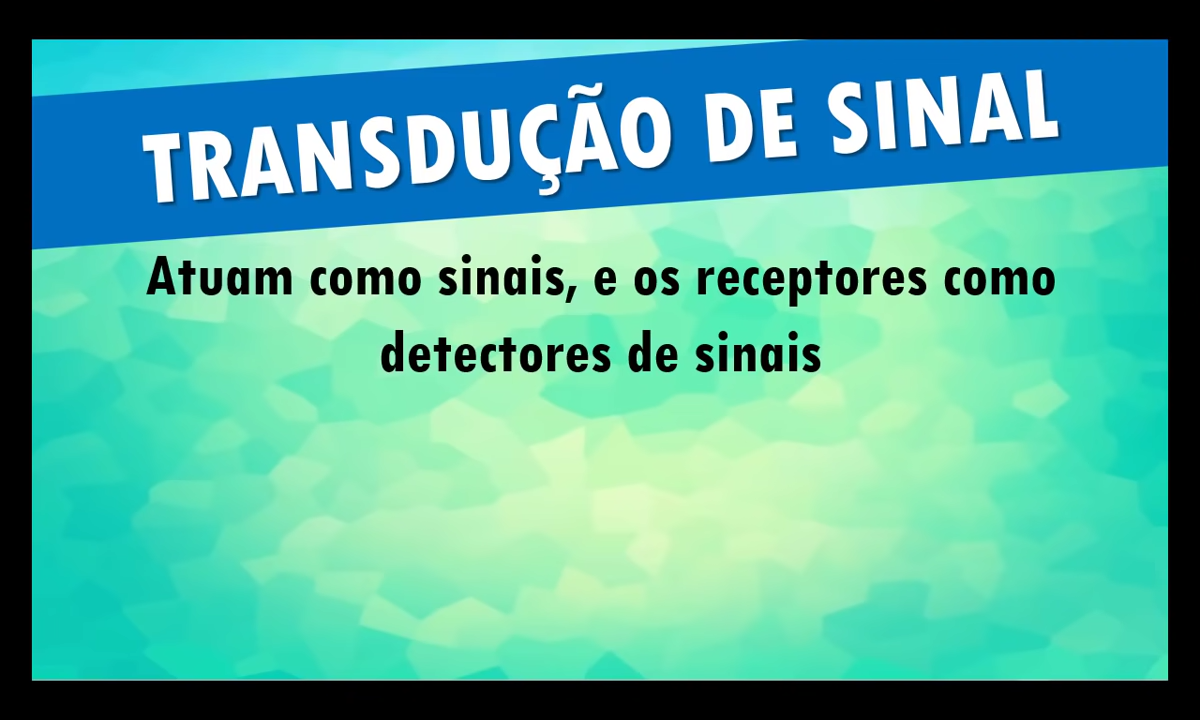 TRANSDUÇÃO DE SINAL
Atuam como sinais, e os receptores como
detectores de sinais